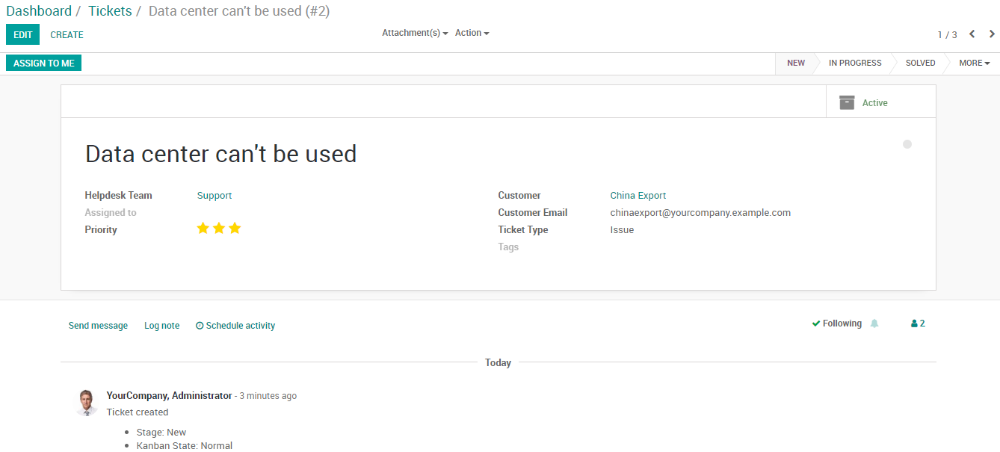 Dashboard / Tickets / Data center can't be used (#2)
EDIT CREATE Attachment(s) Action 1 / 3
ASSIGN TO ME NEW IN PROGRESS SOLVED MORE
Active
Data center can't be used
Helpdesk Team Support Customer China Export
Assigned to Customer Email chinaexport@yourcompany.example.com
Priority Ticket Type Issue
Tags
Send message Log note Schedule activity Following 2
Today
YourCompany, Administrator - 3 minutes ago
Ticket created
• Stage: New
• Kanban State: Normal